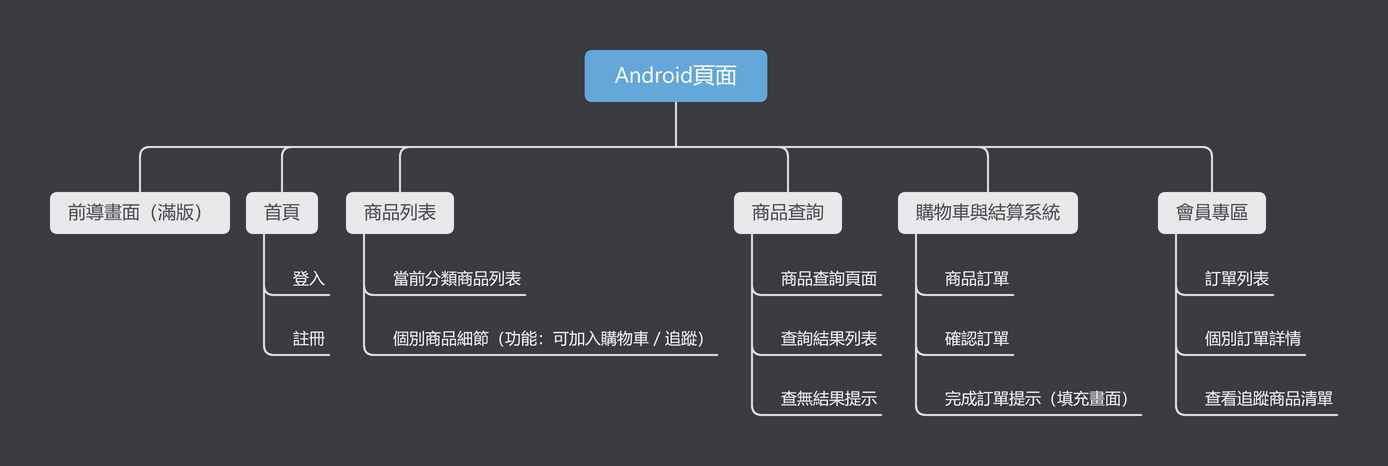 Android頁面
前導畫面（滿版）
首頁
登入
註冊
商品列表
當前分類商品列表
個別商品細節（功能：可加入購物車 / 追蹤）
商品查詢
商品查詢頁面
查詢結果列表
查無結果提示
購物車與結算系統
商品訂單
確認訂單
完成訂單提示（填充畫面）
會員專區
訂單列表
個別訂單詳情
查看追蹤商品清單